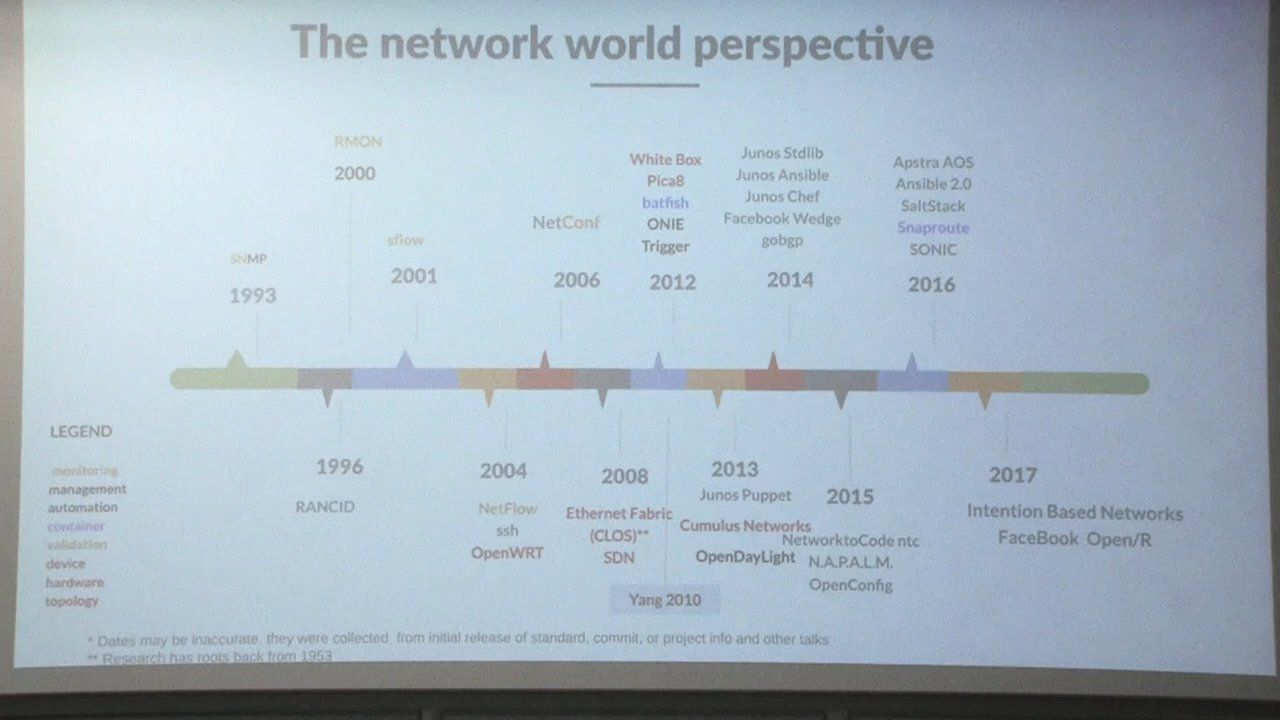 The network world perspective
RMON
2000
SNMP
1993
sflow
2001
NetConf
2006
White Box
Pica8
batfish
ONIE
Trigger
2012
Junos Stdlib
Junos Ansible
Junos Chef
Facebook Wedge
gobgp
2014
Apstra AOS
Ansible 2.0
SaltStack
Snaproute
SONIC
2016
1996
RANCID
2004
NetFlow
ssh
OpenWRT
2008
Ethernet Fabric
(CLOS)**
SDN
Yang 2010
2013
Junos Puppet
Cumulus Networks
OpenDayLight
2015
NetworktoCode ntc
N.A.P.A.L.M.
OpenConfig
2017
Intention Based Networks
FaceBook Open/R
LEGEND
monitoring
management
automation
container
validation
device
hardware
topology
* Dates may be inaccurate, they were collected from initial release of standard, commit, or project info and other talks
** Research has roots back from 1953